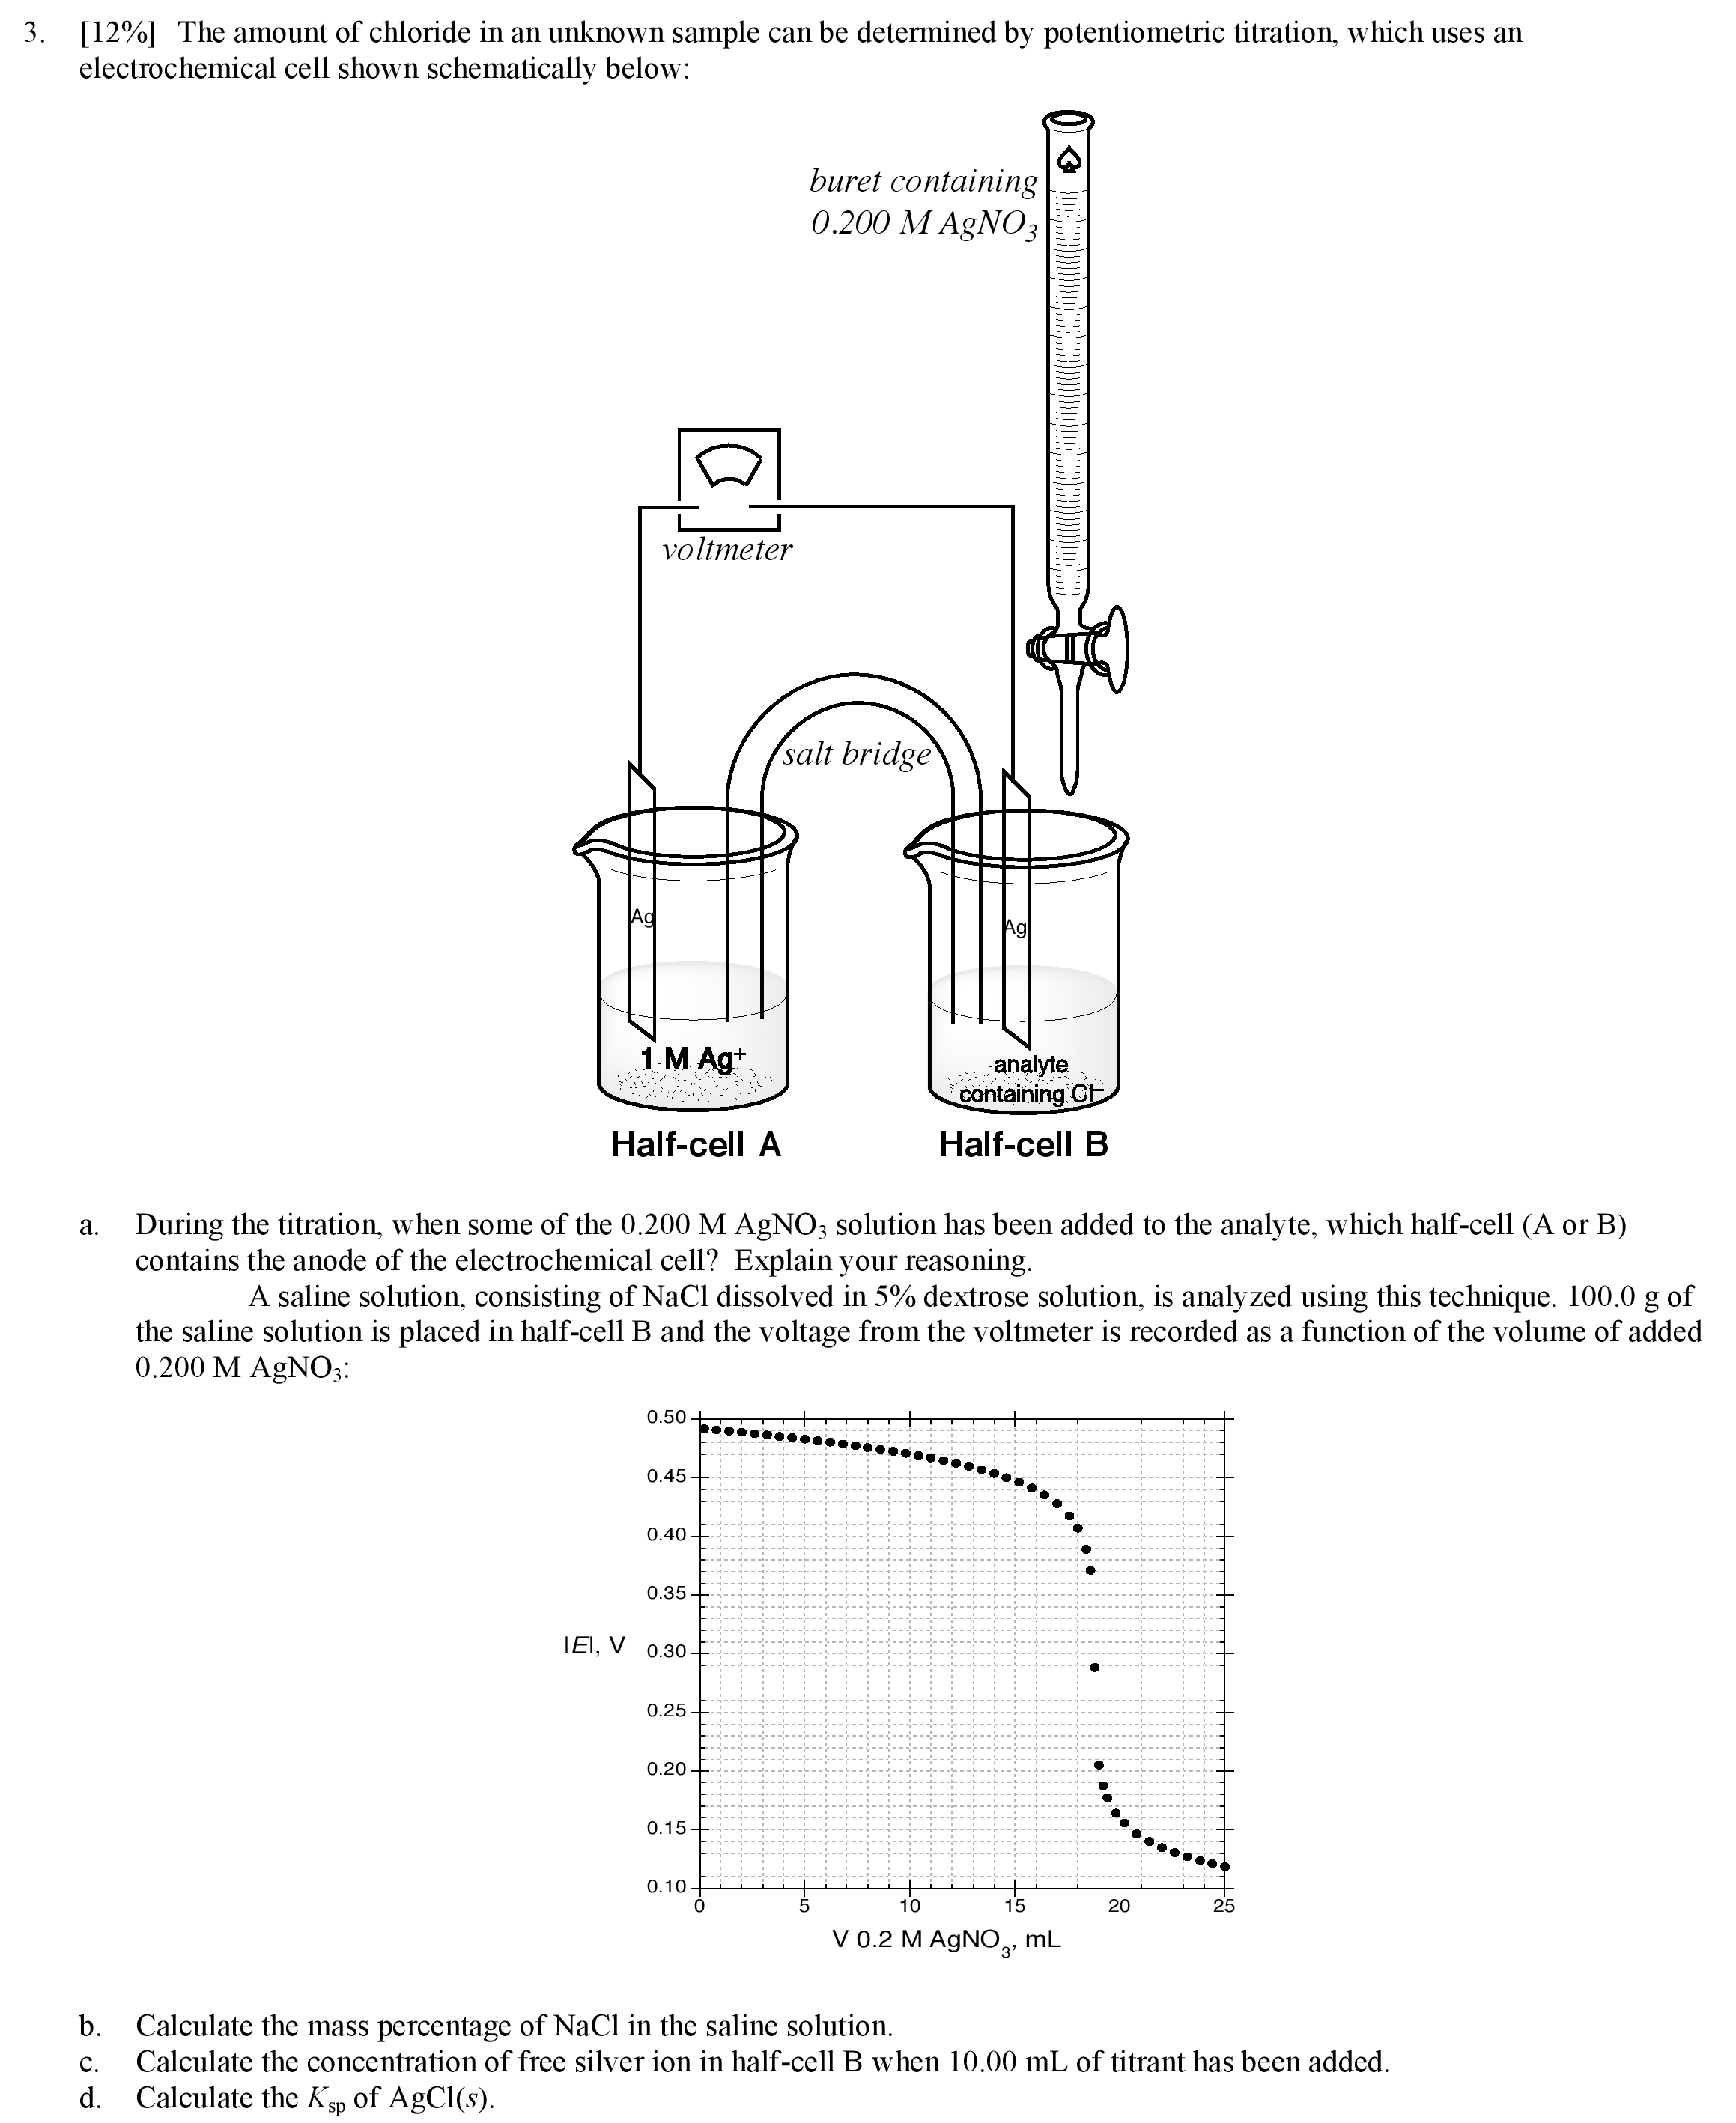 3. [12%] The amount of chloride in an unknown sample can be determined by potentiometric titration, which uses an
electrochemical cell shown schematically below:
buret containing
0.200 M AgNO3
voltmeter
salt bridge
Ag
Ag
1 M Ag+
analyte
containing Cl–
Half-cell A
Half-cell B
a. During the titration, when some of the 0.200 M AgNO3 solution has been added to the analyte, which half-cell (A or B)
contains the anode of the electrochemical cell? Explain your reasoning.
A saline solution, consisting of NaCl dissolved in 5% dextrose solution, is analyzed using this technique. 100.0 g of
the saline solution is placed in half-cell B and the voltage from the voltmeter is recorded as a function of the volume of added
0.200 M AgNO3:
0.50
0.45
0.40
0.35
|E|, V 0.30
0.25
0.20
0.15
0.10
0 5 10 15 20 25
V 0.2 M AgNO3, mL
b. Calculate the mass percentage of NaCl in the saline solution.
c. Calculate the concentration of free silver ion in half-cell B when 10.00 mL of titrant has been added.
d. Calculate the Ksp of AgCl(s).